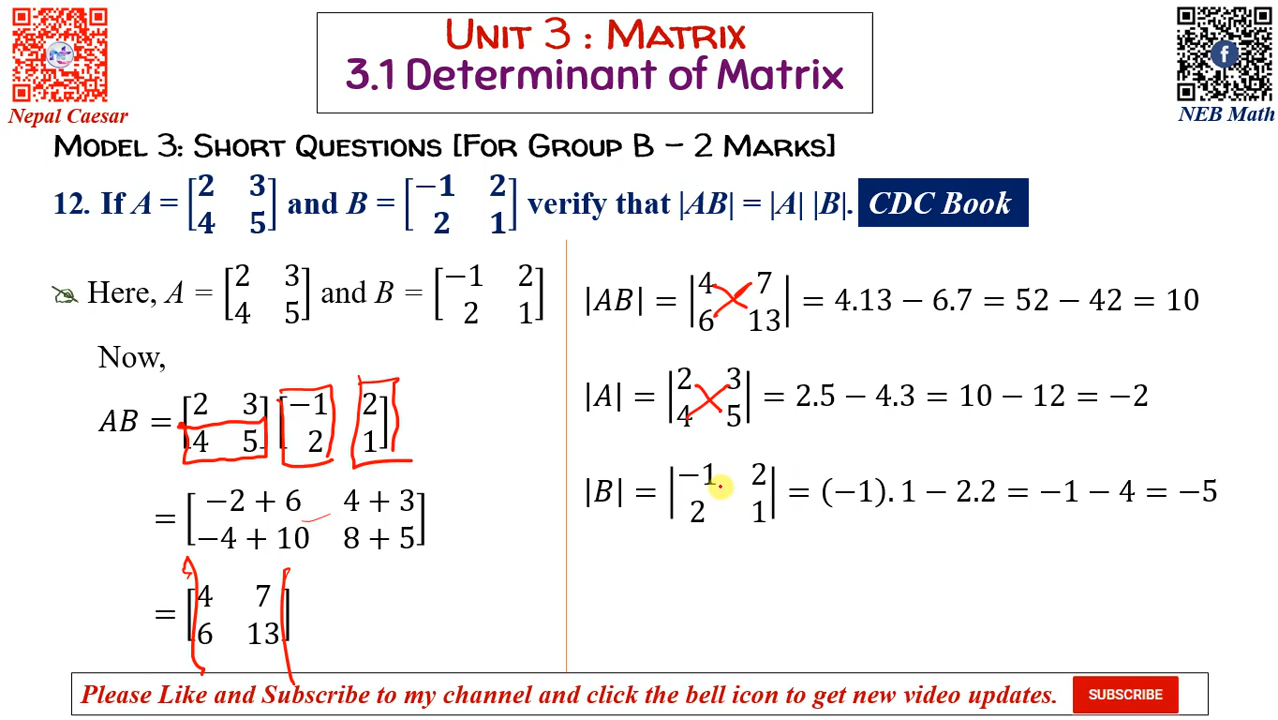 UNIT 3 : MATRIX
3.1 Determinant of Matrix
Nepal Caesar
NEB Math
MODEL 3: SHORT QUESTIONS [FOR GROUP B – 2 MARKS]
12. If A = [2 3; 4 5] and B = [−1 2; 2 1] verify that |AB| = |A| |B|. CDC Book
Here, A = [2 3; 4 5] and B = [−1 2; 2 1]
Now,
AB = [2 3; 4 5] [−1 2; 2 1]
= [−2 + 6 4 + 3; −4 + 10 8 + 5]
= [4 7; 6 13]
|AB| = |4 7; 6 13| = 4.13 − 6.7 = 52 − 42 = 10
|A| = |2 3; 4 5| = 2.5 − 4.3 = 10 − 12 = −2
|B| = |−1 2; 2 1| = (−1). 1 − 2.2 = −1 − 4 = −5
Please Like and Subscribe to my channel and click the bell icon to get new video updates.
SUBSCRIBE